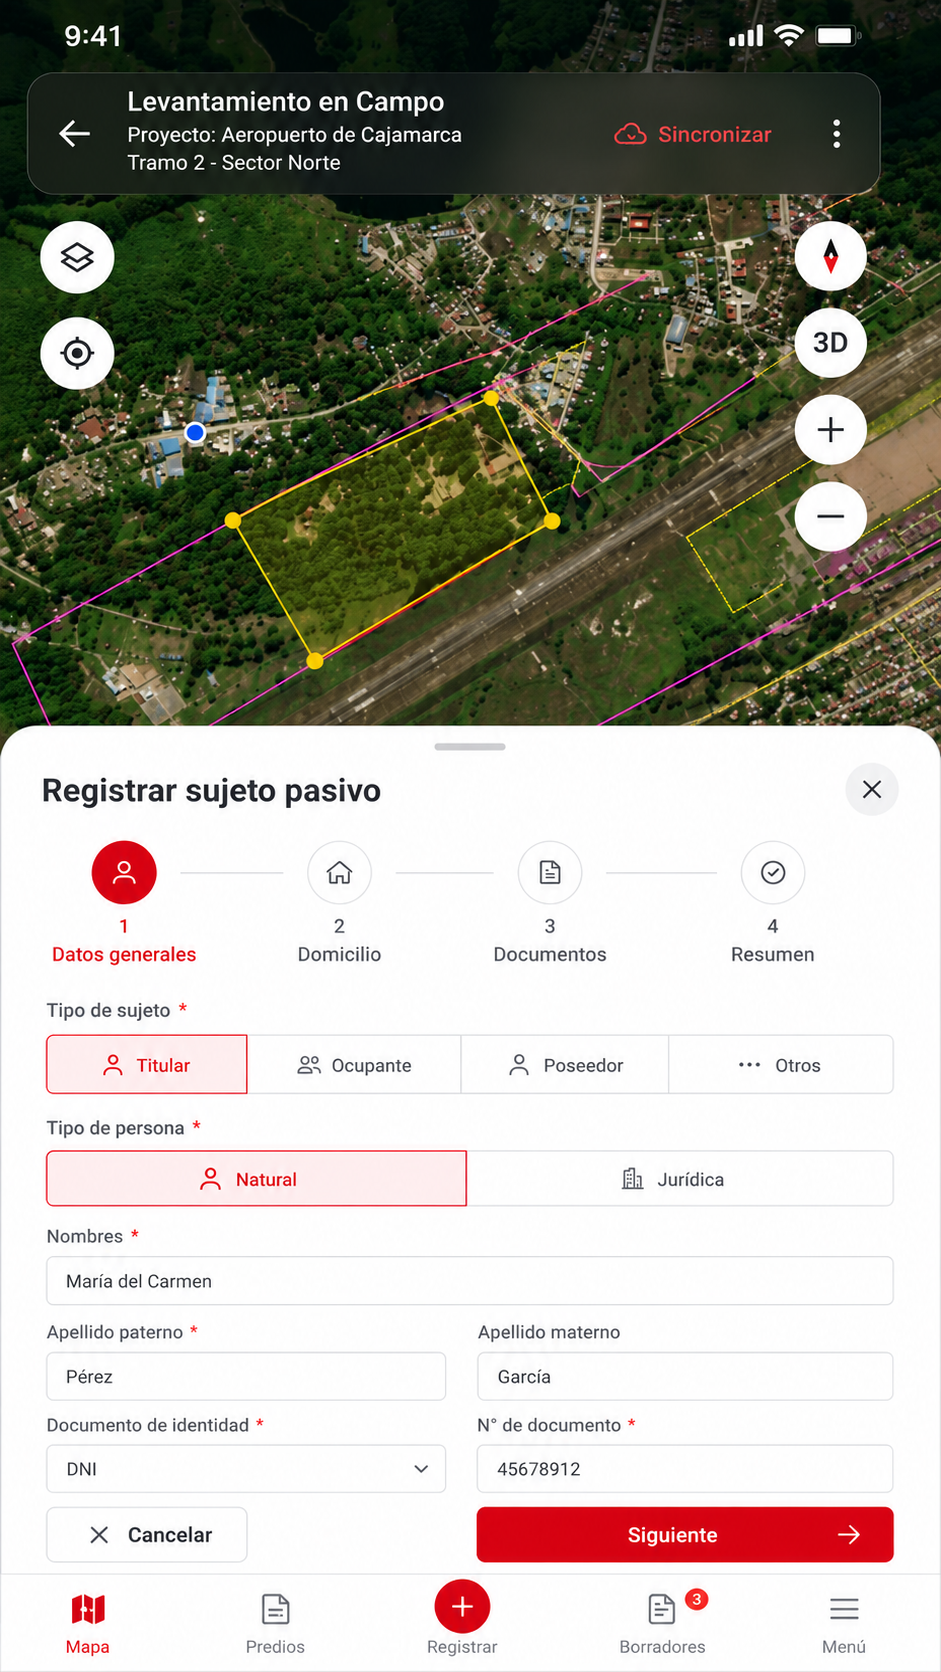 9:41
Levantamiento en Campo
Proyecto: Aeropuerto de Cajamarca
Tramo 2 - Sector Norte
Sincronizar
3D
Registrar sujeto pasivo
1
Datos generales
2
Domicilio
3
Documentos
4
Resumen
Tipo de sujeto *
Titular
Ocupante
Poseedor
Otros
Tipo de persona *
Natural
Jurídica
Nombres *
María del Carmen
Apellido paterno *
Apellido materno
Pérez
García
Documento de identidad *
N° de documento *
DNI
45678912
Cancelar
Siguiente
Mapa
Predios
Registrar
3
Borradores
Menú